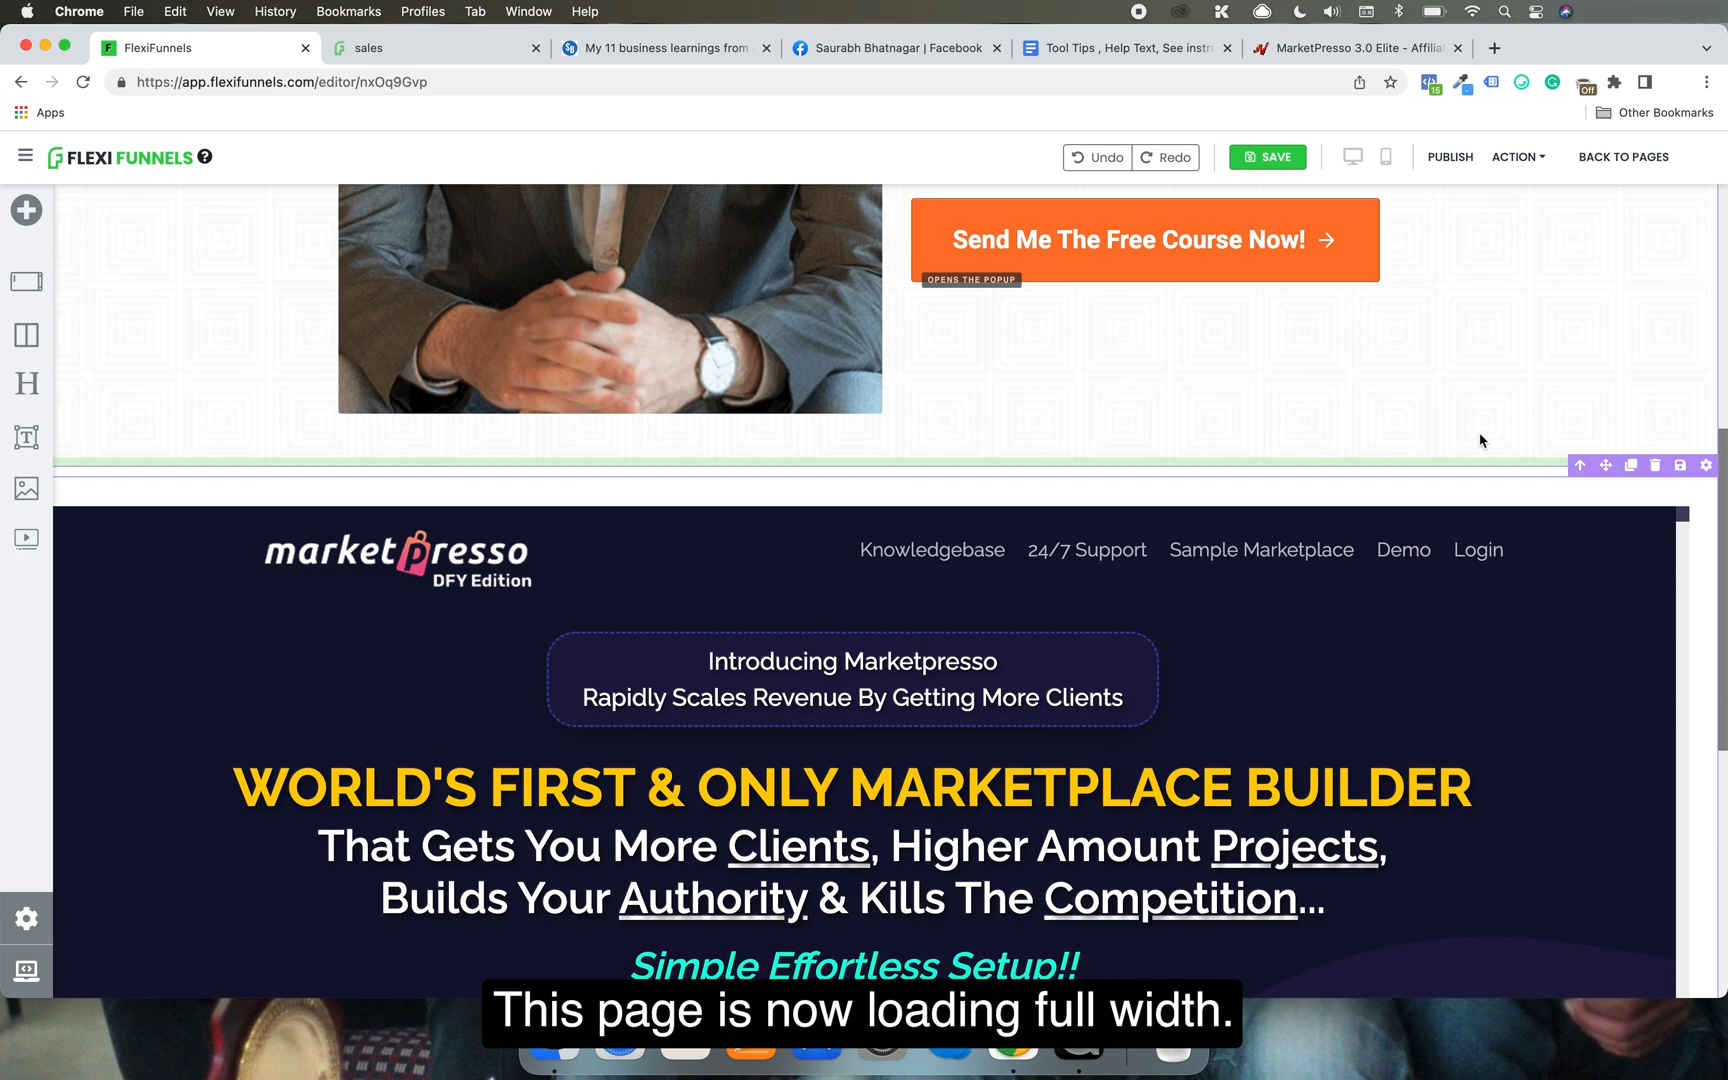 Chrome File Edit View History Bookmarks Profiles Tab Window Help
FlexiFunnels
sales
My 11 business learnings from
Saurabh Bhatnagar | Facebook
Tool Tips , Help Text, See instru
MarketPresso 3.0 Elite - Affilia
https://app.flexifunnels.com/editor/nxOq9Gvp
15
Off
Apps
Other Bookmarks
FLEXI FUNNELS
Undo
Redo
SAVE
PUBLISH
ACTION
BACK TO PAGES
Send Me The Free Course Now!
OPENS THE POPUP
marketpresso
DFY Edition
Knowledgebase 24/7 Support Sample Marketplace Demo Login
Introducing Marketpresso
Rapidly Scales Revenue By Getting More Clients
WORLD'S FIRST & ONLY MARKETPLACE BUILDER
That Gets You More Clients, Higher Amount Projects,
Builds Your Authority & Kills The Competition...
Simple Effortless Setup!!
This page is now loading full width.